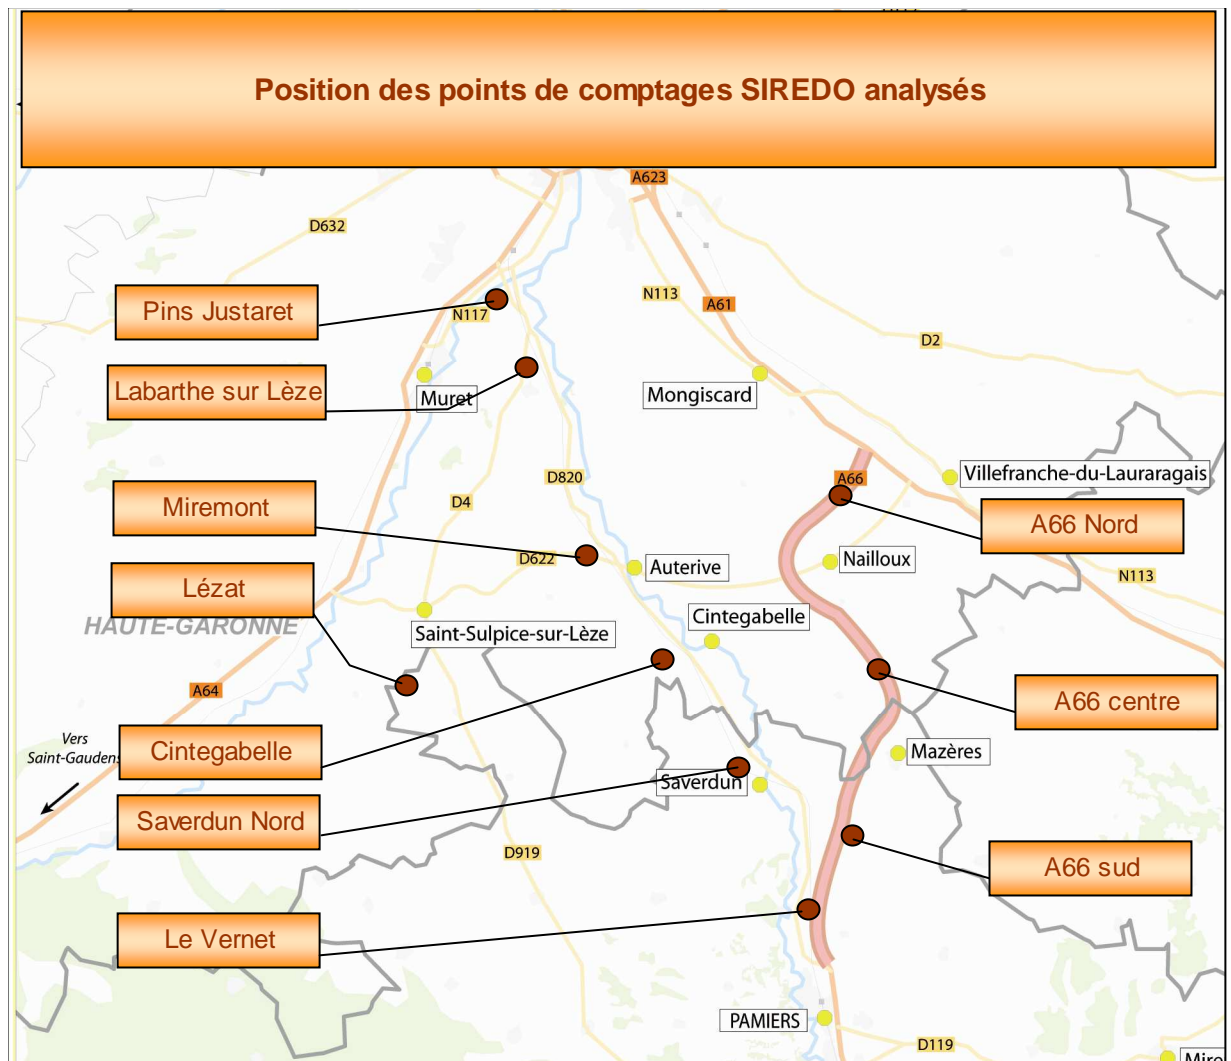 Position des points de comptages SIREDO analysés
A623
D632
N113
A61
Pins Justaret
N117
D2
Labarthe sur Lèze
Muret
Mongiscard
D820
Villefranche-du-Lauraragais
A66
D4
Miremont
A66 Nord
D622
Auterive
Nailloux
N113
Lézat
HAUTE-GARONNE
Saint-Sulpice-sur-Lèze
Cintegabelle
A64
A66 centre
Vers
Saint-Gaudens
Cintegabelle
Mazères
Saverdun
Saverdun Nord
D919
A66 sud
Le Vernet
PAMIERS
D119